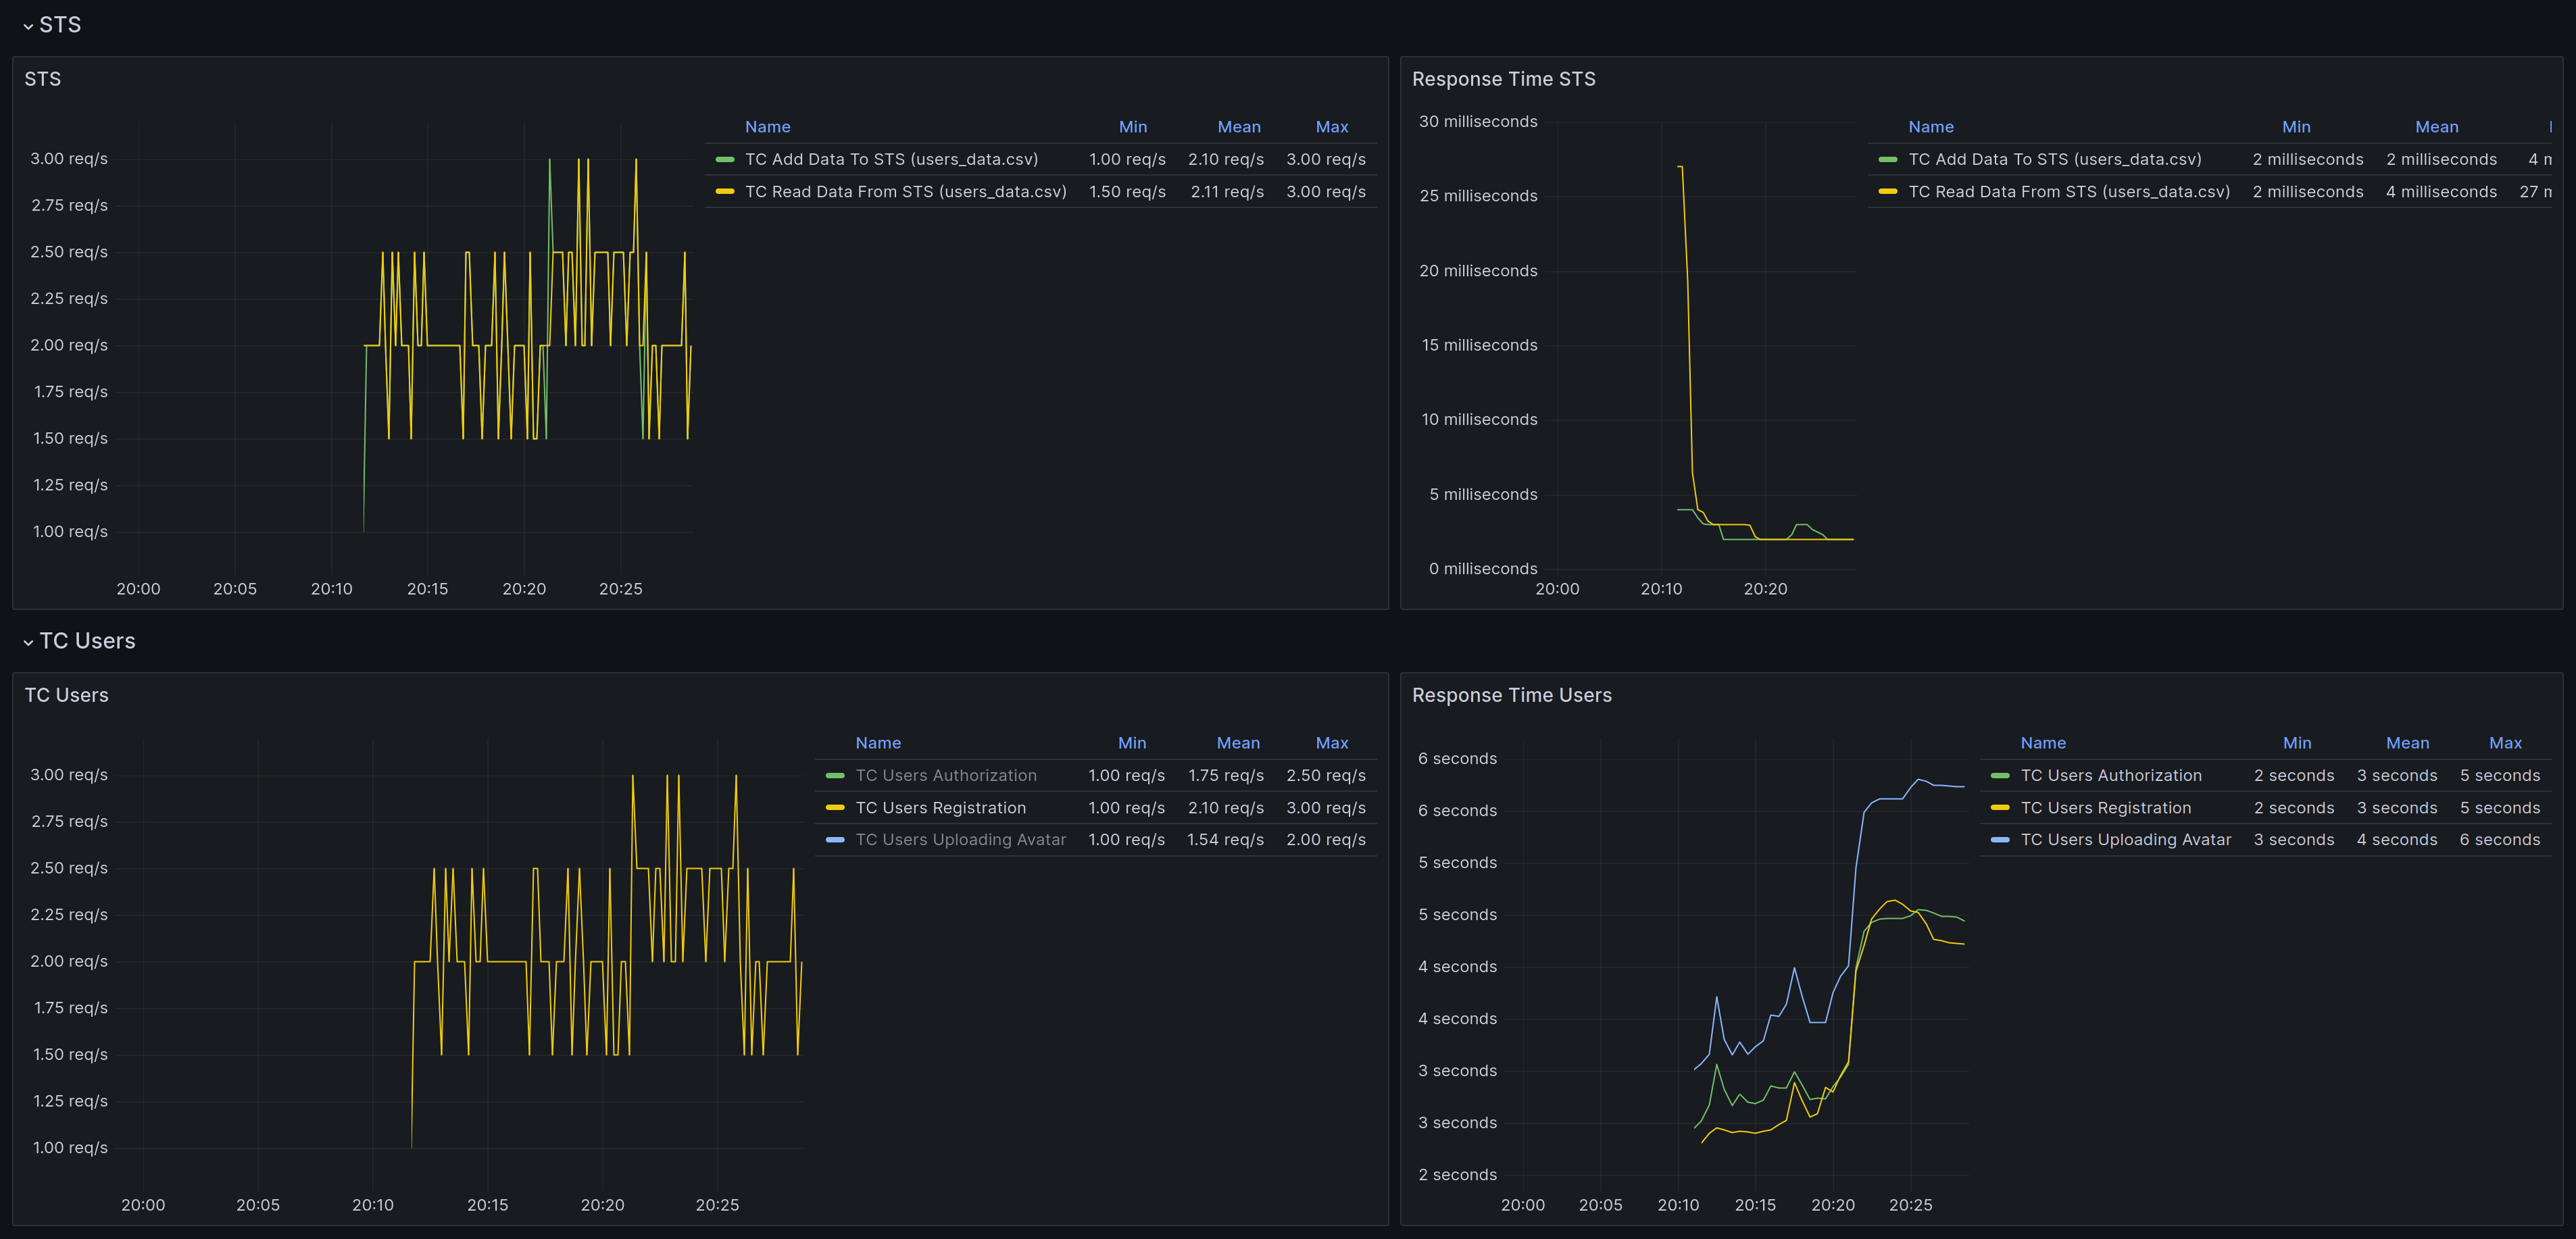 STS
STS
Name Min Mean Max
TC Add Data To STS (users_data.csv) 1.00 req/s 2.10 req/s 3.00 req/s
TC Read Data From STS (users_data.csv) 1.50 req/s 2.11 req/s 3.00 req/s
3.00 req/s
2.75 req/s
2.50 req/s
2.25 req/s
2.00 req/s
1.75 req/s
1.50 req/s
1.25 req/s
1.00 req/s
20:00 20:05 20:10 20:15 20:20 20:25
Response Time STS
Name Min Mean
TC Add Data To STS (users_data.csv) 2 milliseconds 2 milliseconds 4 m
TC Read Data From STS (users_data.csv) 2 milliseconds 4 milliseconds 27 m
30 milliseconds
25 milliseconds
20 milliseconds
15 milliseconds
10 milliseconds
5 milliseconds
0 milliseconds
20:00 20:10 20:20
TC Users
TC Users
Name Min Mean Max
TC Users Authorization 1.00 req/s 1.75 req/s 2.50 req/s
TC Users Registration 1.00 req/s 2.10 req/s 3.00 req/s
TC Users Uploading Avatar 1.00 req/s 1.54 req/s 2.00 req/s
3.00 req/s
2.75 req/s
2.50 req/s
2.25 req/s
2.00 req/s
1.75 req/s
1.50 req/s
1.25 req/s
1.00 req/s
20:00 20:05 20:10 20:15 20:20 20:25
Response Time Users
Name Min Mean Max
TC Users Authorization 2 seconds 3 seconds 5 seconds
TC Users Registration 2 seconds 3 seconds 5 seconds
TC Users Uploading Avatar 3 seconds 4 seconds 6 seconds
6 seconds
6 seconds
5 seconds
5 seconds
4 seconds
4 seconds
3 seconds
3 seconds
2 seconds
20:00 20:05 20:10 20:15 20:20 20:25